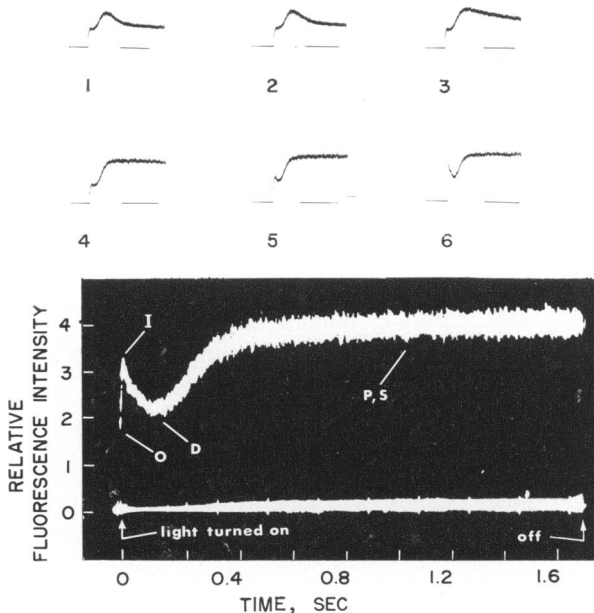 1 2 3
4 5 6
RELATIVE
FLUORESCENCE INTENSITY
4
I
3
P,S
2
O D
1
0
light turned on off
0 0.4 0.8 1.2 1.6
TIME, SEC